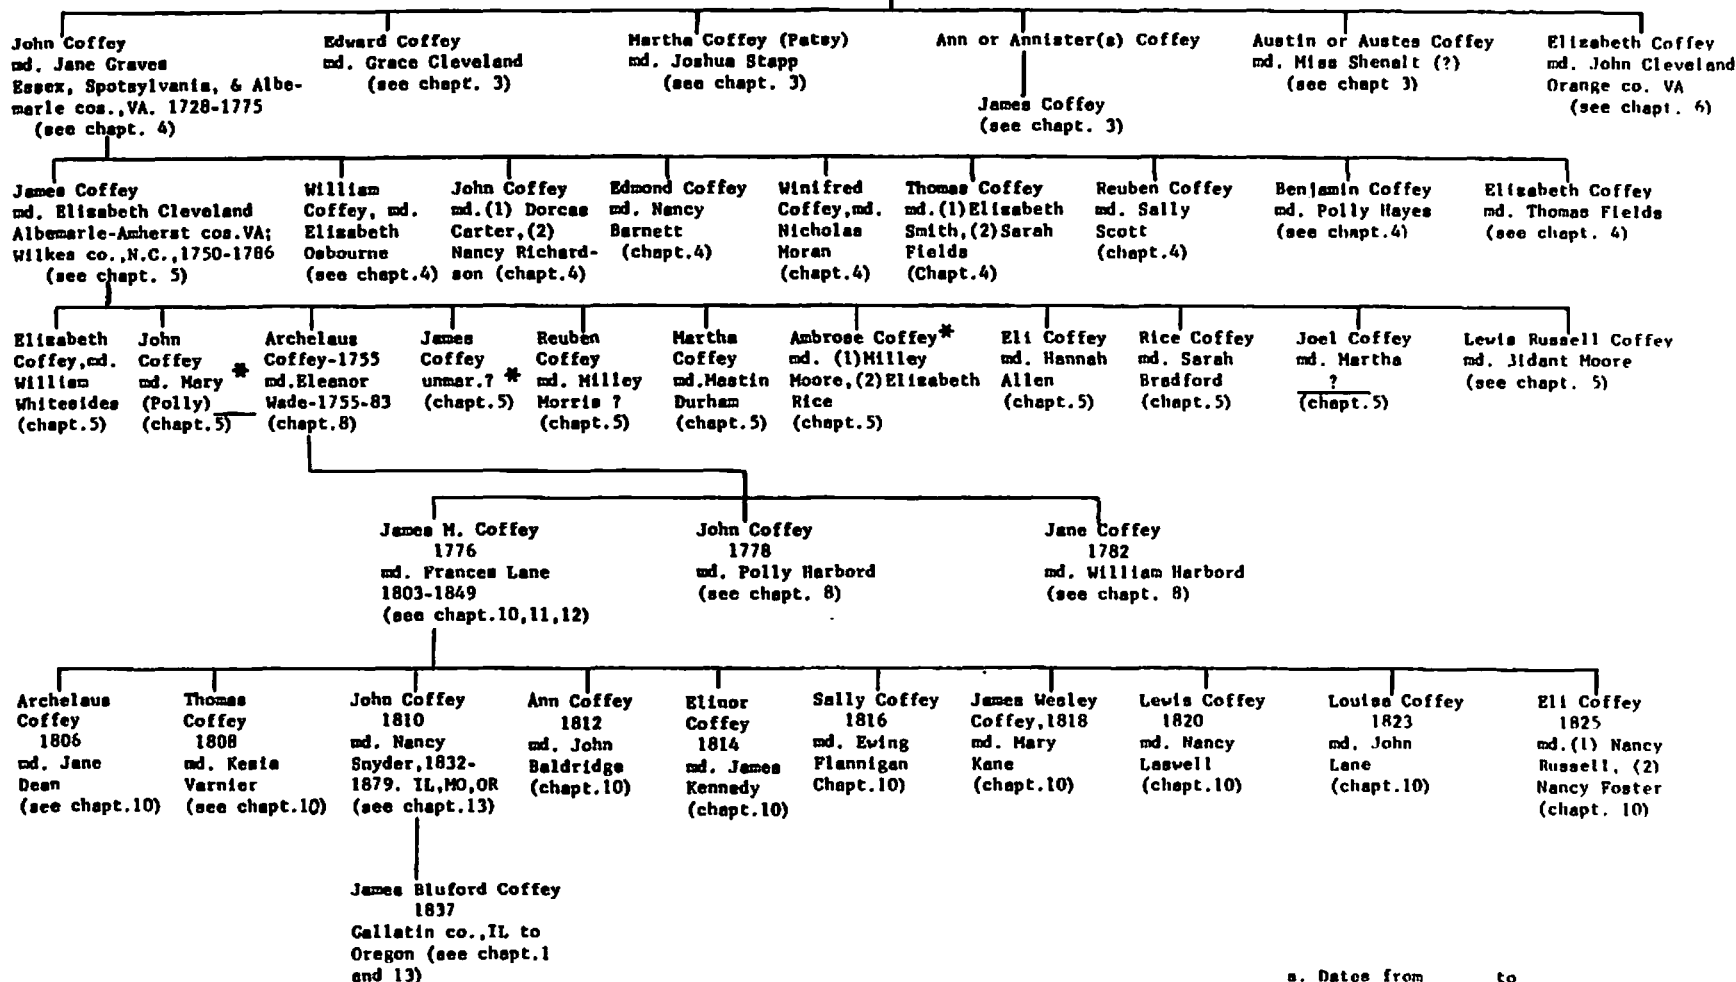 John Coffey
md. Jane Graves
Essex, Spotsylvania, & Albe-
marle cos.,VA. 1728-1775
(see chapt. 4)
Edward Coffey
md. Grace Cleveland
(see chapt. 3)
Martha Coffey (Patsy)
md. Joshua Stapp
(see chapt. 3)
Ann or Annister(s) Coffey
James Coffey
(see chapt. 3)
Austin or Austes Coffey
md. Miss Shenalt (?)
(see chapt 3)
Elizabeth Coffey
md. John Cleveland
Orange co. VA
(see chapt. 6)
James Coffey
md. Elizabeth Cleveland
Albemarle-Amherst cos.VA;
Wilkes co.,N.C.,1750-1786
(see chapt. 5)
William
Coffey, md.
Elizabeth
Osbourne
(see chapt.4)
John Coffey
md.(1) Dorcas
Carter,(2)
Nancy Richard-
son (chapt.4)
Edmond Coffey
md. Nancy
Barnett
(chapt.4)
Winifred
Coffey,md.
Nicholas
Moran
(chapt.4)
Thomas Coffey
md.(1)Elizabeth
Smith,(2)Sarah
Fields
(Chapt.4)
Reuben Coffey
md. Sally
Scott
(chapt.4)
Benjamin Coffey
md. Polly Hayes
(see chapt.4)
Elizabeth Coffey
md. Thomas Fields
(see chapt. 4)
Elizabeth
Coffey,md.
William
Whitesides
(chapt.5)
John
Coffey *
md. Mary
(Polly)
(chapt.5)
Archelaus
Coffey-1755
md.Eleanor
Wade-1755-83
(chapt.8)
James
Coffey
unmar.? *
(chapt.5)
Reuben
Coffey
md. Milley
Morris ?
(chapt.5)
Martha
Coffey
md.Mastin
Durham
(chapt.5)
Ambrose Coffey*
md. (1)Milley
Moore,(2)Elizabeth
Rice
(chapt.5)
Eli Coffey
md. Hannah
Allen
(chapt.5)
Rice Coffey
md. Sarah
Bradford
(chapt.5)
Joel Coffey
md. Martha
?
(chapt.5)
Lewis Russell Coffey
md. Jidant Moore
(see chapt. 5)
James M. Coffey
1776
md. Frances Lane
1803-1849
(see chapt.10,11,12)
John Coffey
1778
md. Polly Harbord
(see chapt. 8)
Jane Coffey
1782
md. William Harbord
(see chapt. 8)
Archelaus
Coffey
1806
md. Jane
Dean
(see chapt.10)
Thomas
Coffey
1808
md. Kesia
Varnier
(see chapt.10)
John Coffey
1810
md. Nancy
Snyder,1832-
1879. IL,MO,OR
(see chapt.13)
Ann Coffey
1812
md. John
Baldridge
(chapt.10)
Elinor
Coffey
1814
md. James
Kennedy
(chapt.10)
Sally Coffey
1816
md. Ewing
Flannigan
Chapt.10)
James Wesley
Coffey,1818
md. Mary
Kane
(chapt.10)
Lewis Coffey
1820
md. Nancy
Laswell
(chapt.10)
Louisa Coffey
1823
md. John
Lane
(chapt.10)
Eli Coffey
1825
md.(1) Nancy
Russell, (2)
Nancy Foster
(chapt. 10)
James Bluford Coffey
1837
Gallatin co.,IL to
Oregon (see chapt.1
and 13)
a. Dates from to